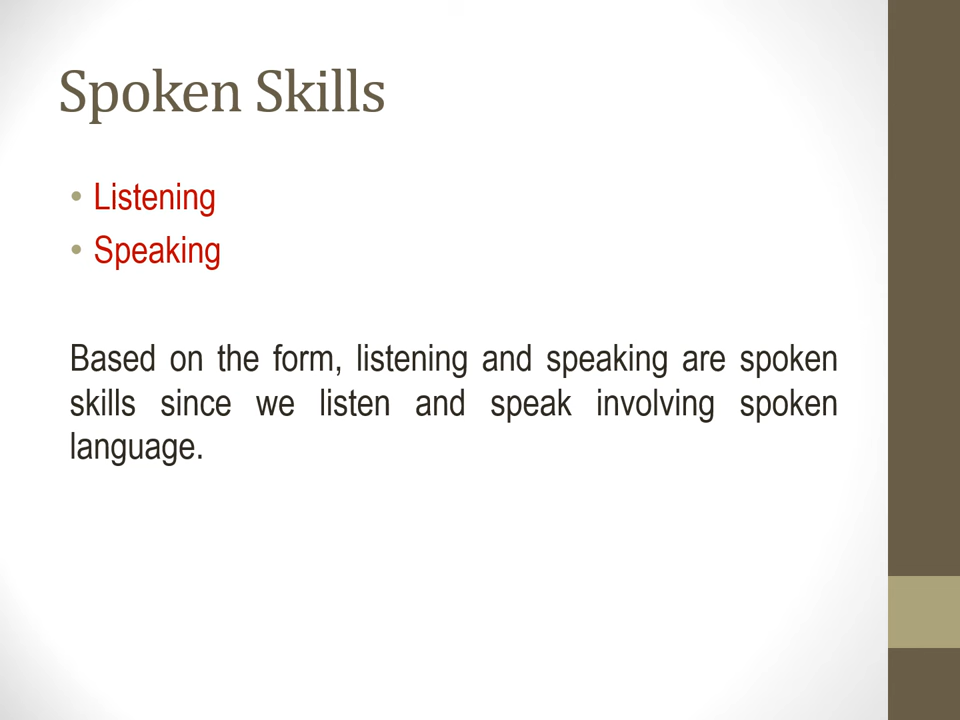 Spoken Skills
• Listening
• Speaking
Based on the form, listening and speaking are spoken
skills since we listen and speak involving spoken
language.